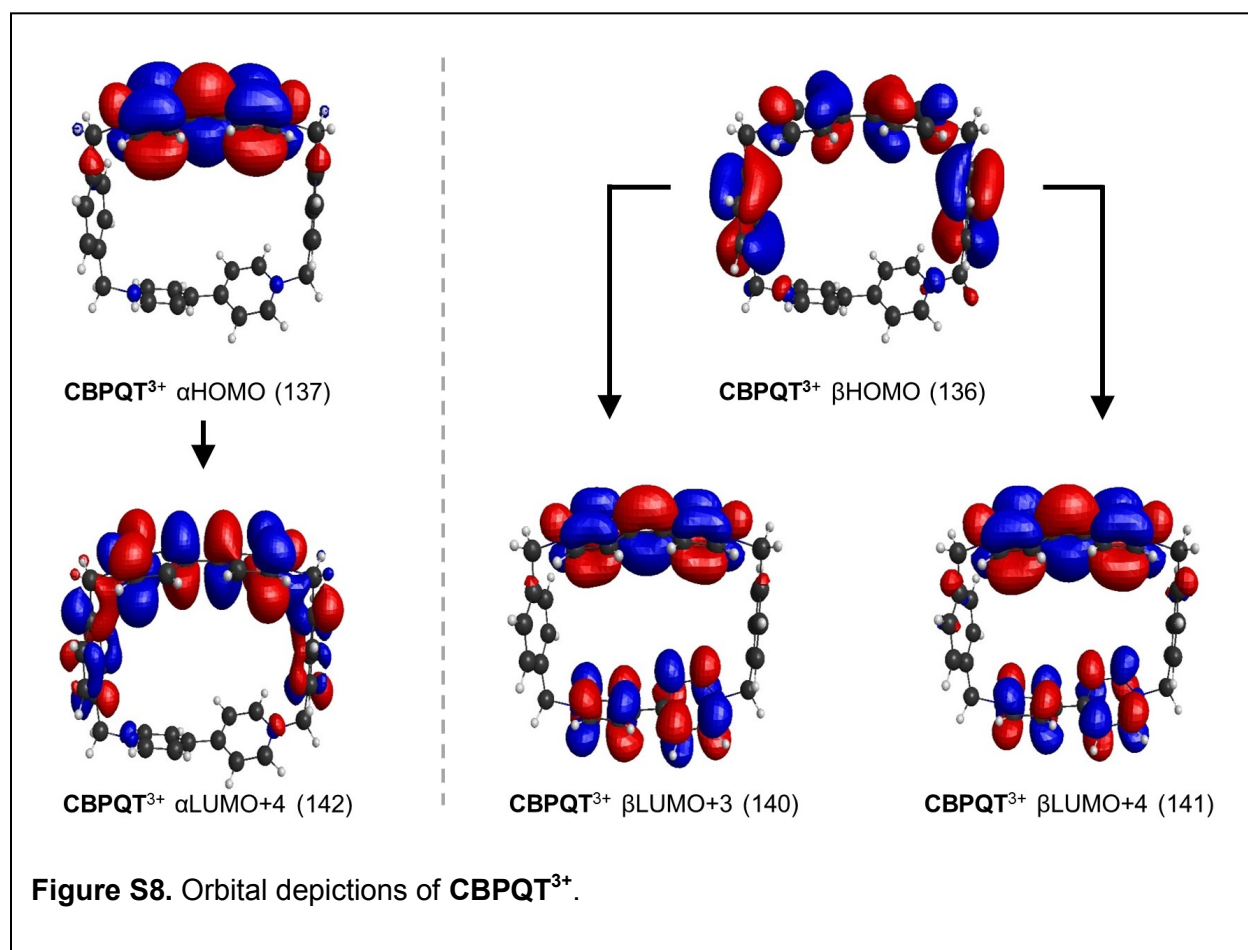 CBPQT³⁺ αHOMO (137)
CBPQT³⁺ βHOMO (136)
CBPQT³⁺ αLUMO+4 (142)
CBPQT³⁺ βLUMO+3 (140)
CBPQT³⁺ βLUMO+4 (141)
Figure S8. Orbital depictions of CBPQT³⁺.